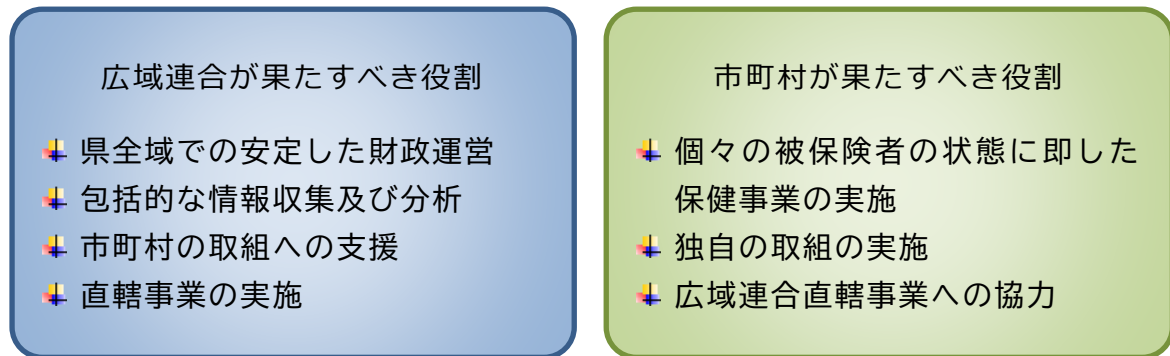 広域連合が果たすべき役割
県全域での安定した財政運営
包括的な情報収集及び分析
市町村の取組への支援
直轄事業の実施
市町村が果たすべき役割
個々の被保険者の状態に即した
保健事業の実施
独自の取組の実施
広域連合直轄事業への協力